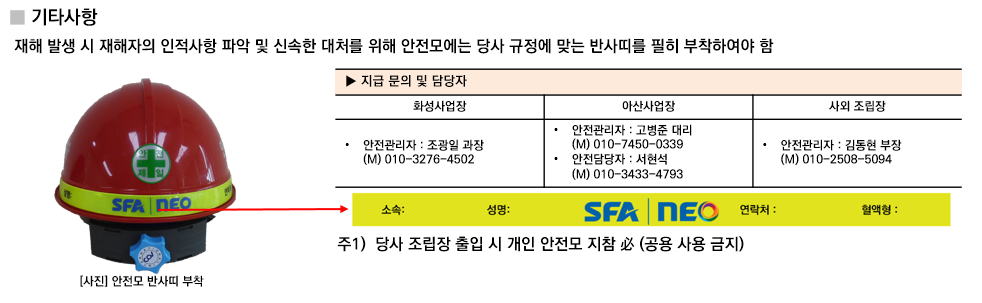 기타사항
재해 발생 시 재해자의 인적사항 파악 및 신속한 대처를 위해 안전모에는 당사 규정에 맞는 반사띠를 필히 부착하여야 함
▶ 지급 문의 및 담당자
화성사업장 아산사업장 사외 조립장
• 안전관리자 : 조광일 과장
(M) 010-3276-4502
• 안전관리자 : 고병준 대리
(M) 010-7450-0339
• 안전담당자 : 서현석
(M) 010-3433-4793
• 안전관리자 : 김동현 부장
(M) 010-2508-5094
SFA NEO
소속: 성명: SFA NEO 연락처 : 혈액형 :
주1) 당사 조립장 출입 시 개인 안전모 지참 必 (공용 사용 금지)
[사진] 안전모 반사띠 부착